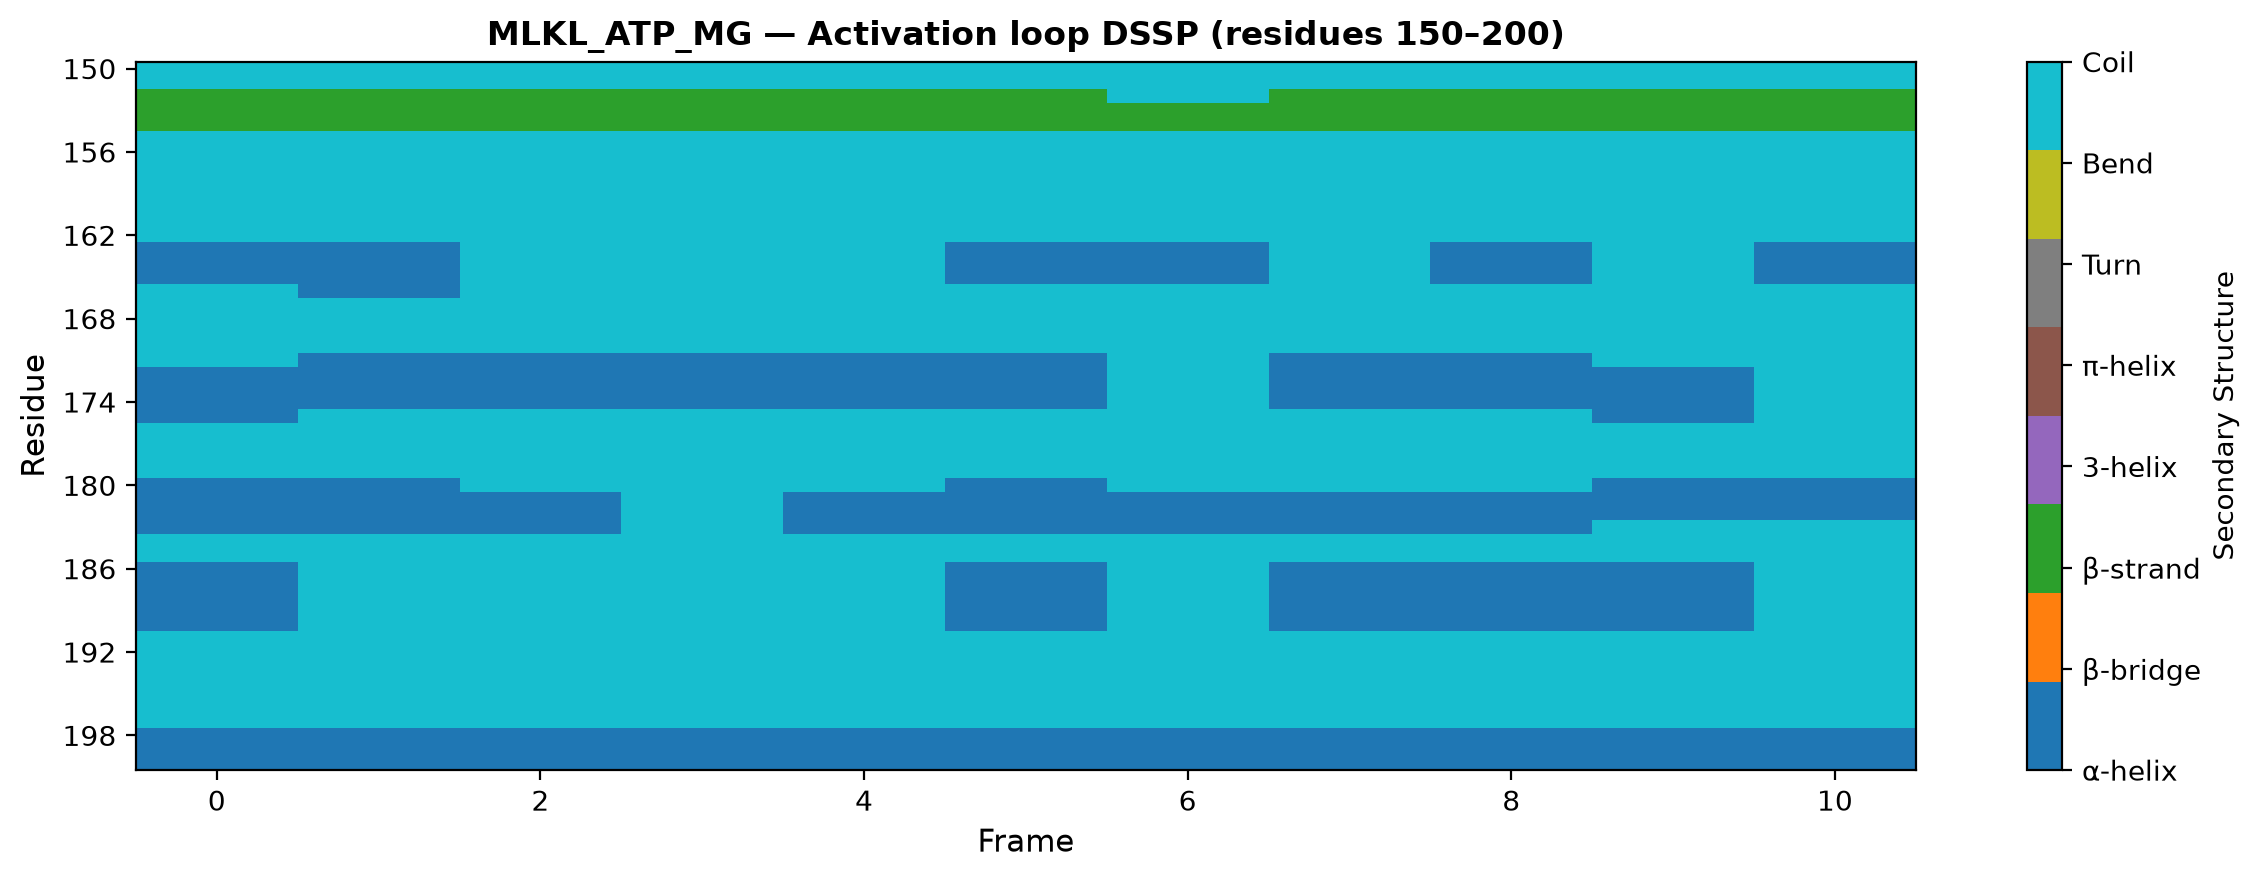 MLKL_ATP_MG — Activation loop DSSP (residues 150–200)
Residue
150
156
162
168
174
180
186
192
198
0 2 4 6 8 10
Frame
Coil
Bend
Turn
π-helix
3-helix
β-strand
β-bridge
α-helix
Secondary Structure